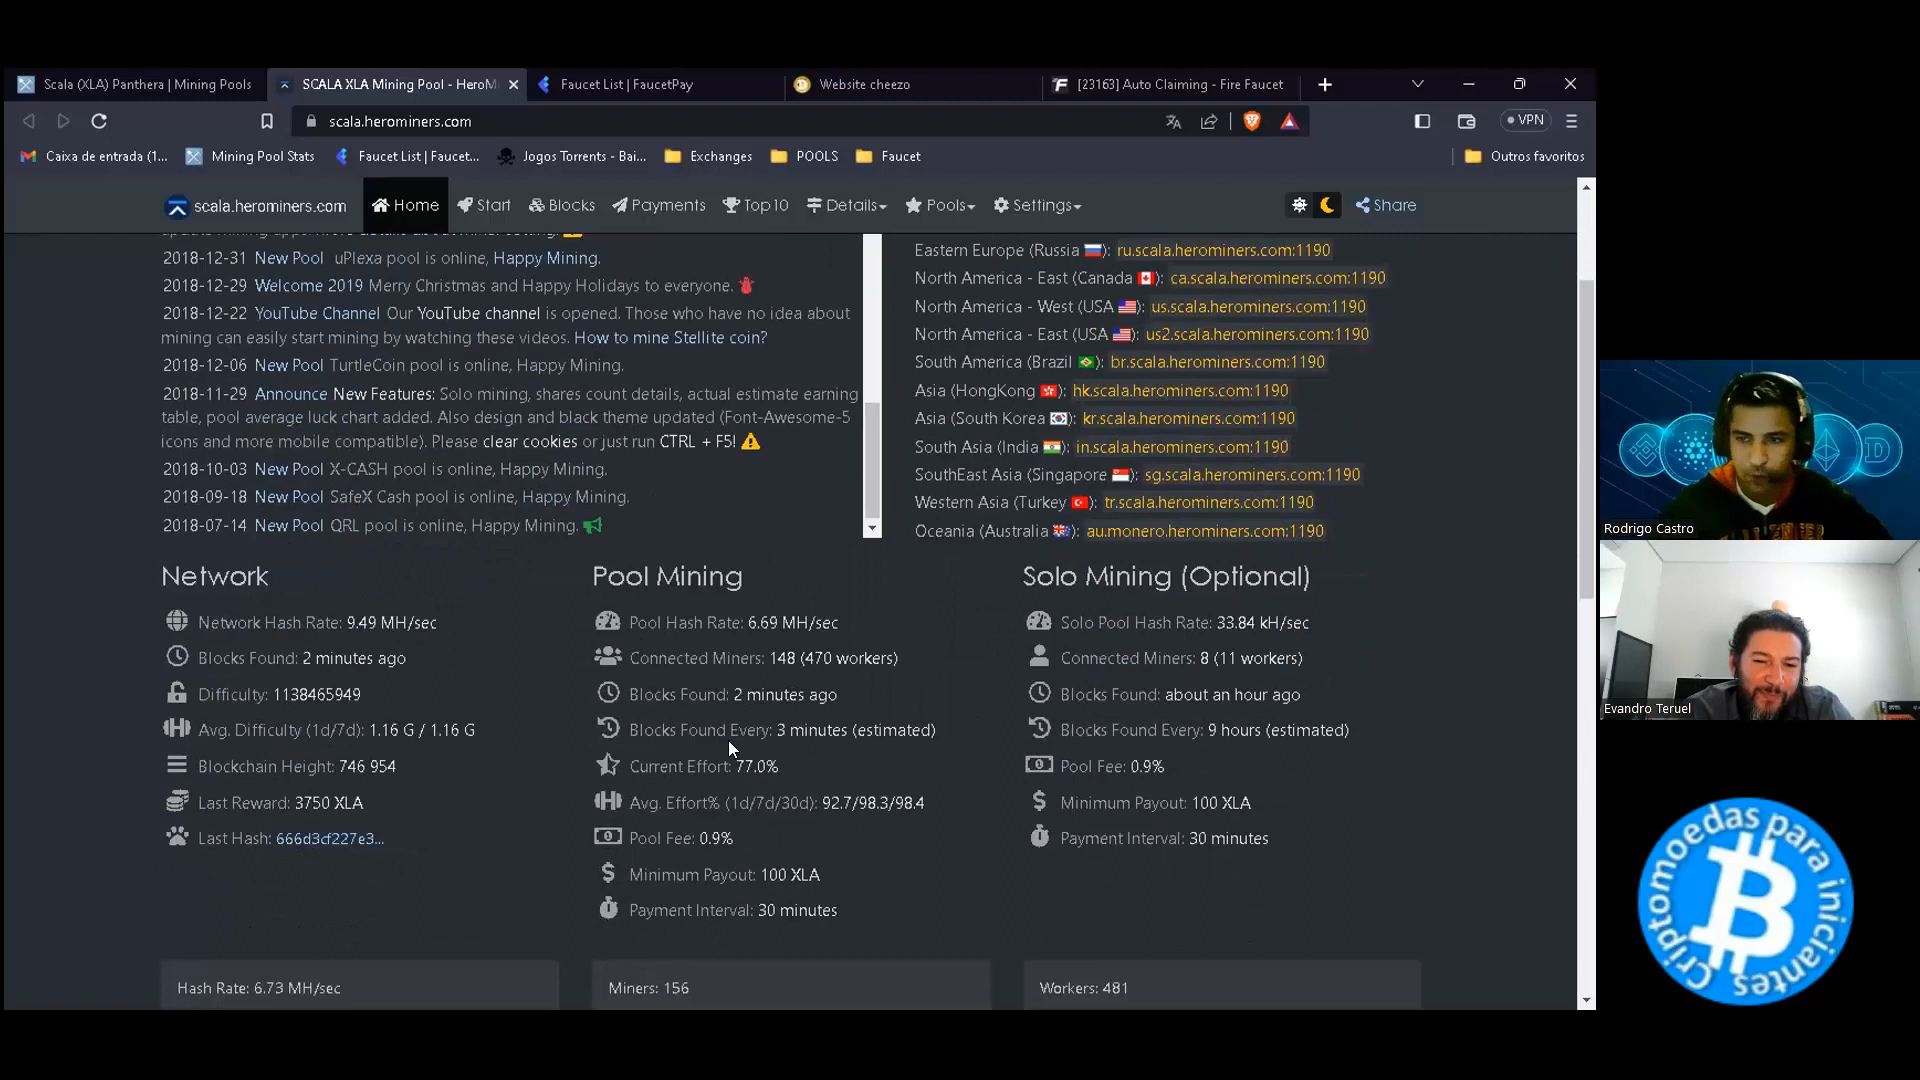 Scala (XLA) Panthera | Mining Pools
SCALA XLA Mining Pool - HeroM
Faucet List | FaucetPay
Website cheezo
[23163] Auto Claiming - Fire Faucet
scala.herominers.com
VPN
Caixa de entrada (1...
Mining Pool Stats
Faucet List | Faucet...
Jogos Torrents - Bai...
Exchanges
POOLS
Faucet
Outros favoritos
scala.herominers.com
Home
Start
Blocks
Payments
Top10
Details
Pools
Settings
Share
2018-12-31 New Pool uPlexa pool is online, Happy Mining.
2018-12-29 Welcome 2019 Merry Christmas and Happy Holidays to everyone.
2018-12-22 YouTube Channel Our YouTube channel is opened. Those who have no idea about
mining can easily start mining by watching these videos. How to mine Stellite coin?
2018-12-06 New Pool TurtleCoin pool is online, Happy Mining.
2018-11-29 Announce New Features: Solo mining, shares count details, actual estimate earning
table, pool average luck chart added. Also design and black theme updated (Font-Awesome-5
icons and more mobile compatible). Please clear cookies or just run CTRL + F5!
2018-10-03 New Pool X-CASH pool is online, Happy Mining.
2018-09-18 New Pool SafeX Cash pool is online, Happy Mining.
2018-07-14 New Pool QRL pool is online, Happy Mining.
Eastern Europe (Russia): ru.scala.herominers.com:1190
North America - East (Canada): ca.scala.herominers.com:1190
North America - West (USA): us.scala.herominers.com:1190
North America - East (USA): us2.scala.herominers.com:1190
South America (Brazil): br.scala.herominers.com:1190
Asia (HongKong): hk.scala.herominers.com:1190
Asia (South Korea): kr.scala.herominers.com:1190
South Asia (India): in.scala.herominers.com:1190
SouthEast Asia (Singapore): sg.scala.herominers.com:1190
Western Asia (Turkey): tr.scala.herominers.com:1190
Oceania (Australia): au.monero.herominers.com:1190
Network
Network Hash Rate: 9.49 MH/sec
Blocks Found: 2 minutes ago
Difficulty: 1138465949
Avg. Difficulty (1d/7d): 1.16 G / 1.16 G
Blockchain Height: 746 954
Last Reward: 3750 XLA
Last Hash: 666d3cf227e3...
Pool Mining
Pool Hash Rate: 6.69 MH/sec
Connected Miners: 148 (470 workers)
Blocks Found: 2 minutes ago
Blocks Found Every: 3 minutes (estimated)
Current Effort: 77.0%
Avg. Effort% (1d/7d/30d): 92.7/98.3/98.4
Pool Fee: 0.9%
Minimum Payout: 100 XLA
Payment Interval: 30 minutes
Solo Mining (Optional)
Solo Pool Hash Rate: 33.84 kH/sec
Connected Miners: 8 (11 workers)
Blocks Found: about an hour ago
Blocks Found Every: 9 hours (estimated)
Pool Fee: 0.9%
Minimum Payout: 100 XLA
Payment Interval: 30 minutes
Hash Rate: 6.73 MH/sec
Miners: 156
Workers: 481
Rodrigo Castro
Evandro Teruel
Criptomoedas para iniciantes